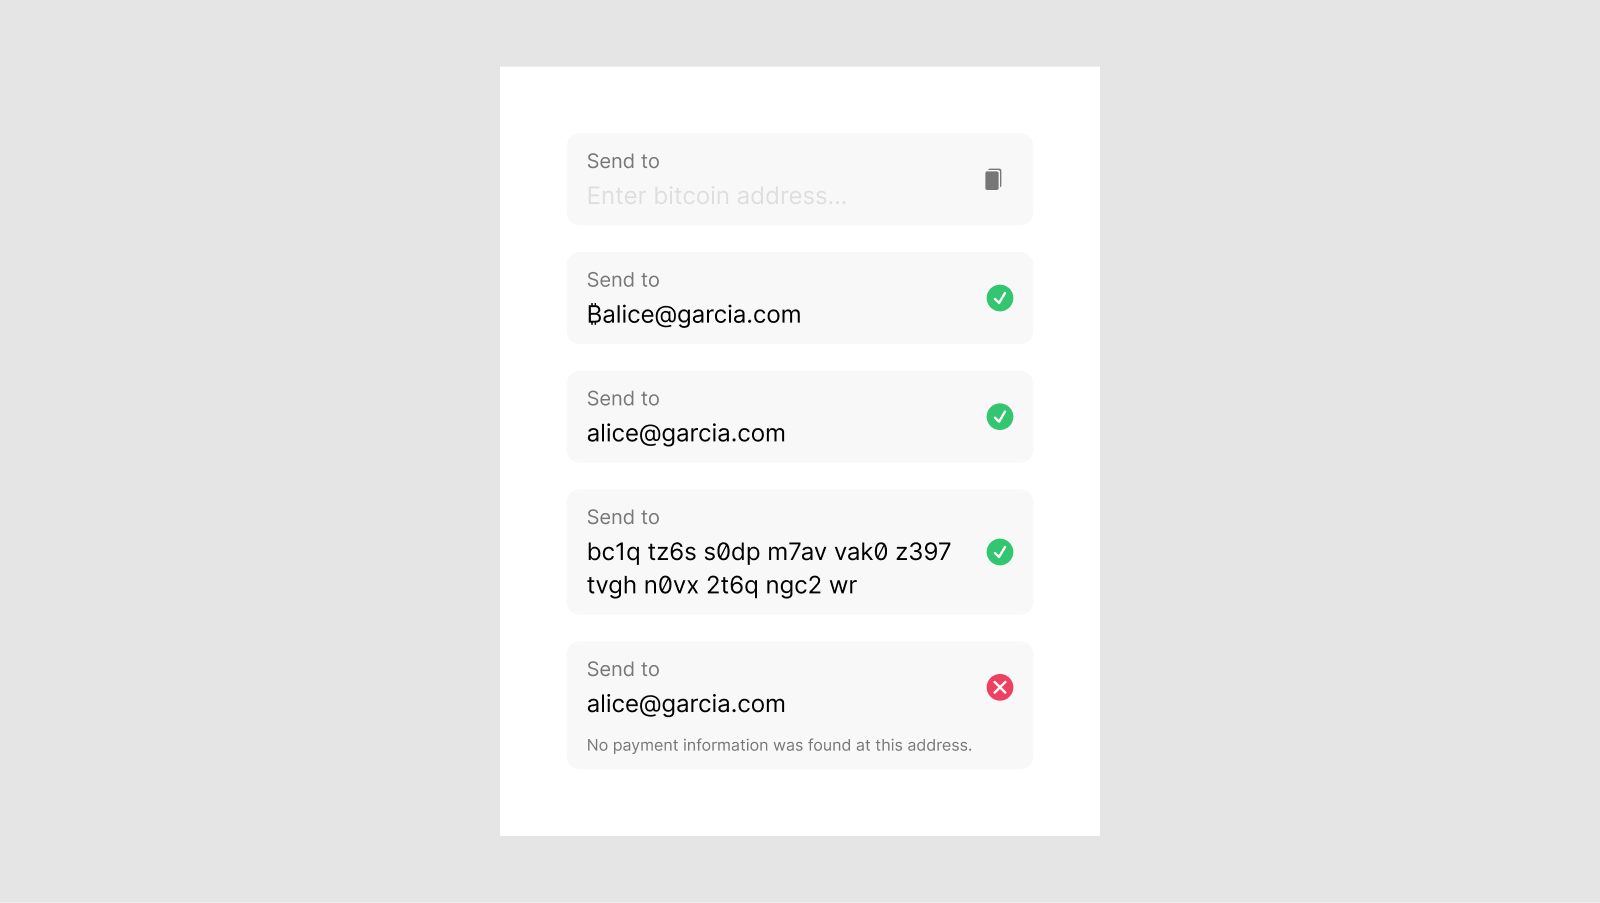 Send to
Enter bitcoin address...
Send to
₿alice@garcia.com
Send to
alice@garcia.com
Send to
bc1q tz6s s0dp m7av vak0 z397
tvgh n0vx 2t6q ngc2 wr
Send to
alice@garcia.com
No payment information was found at this address.